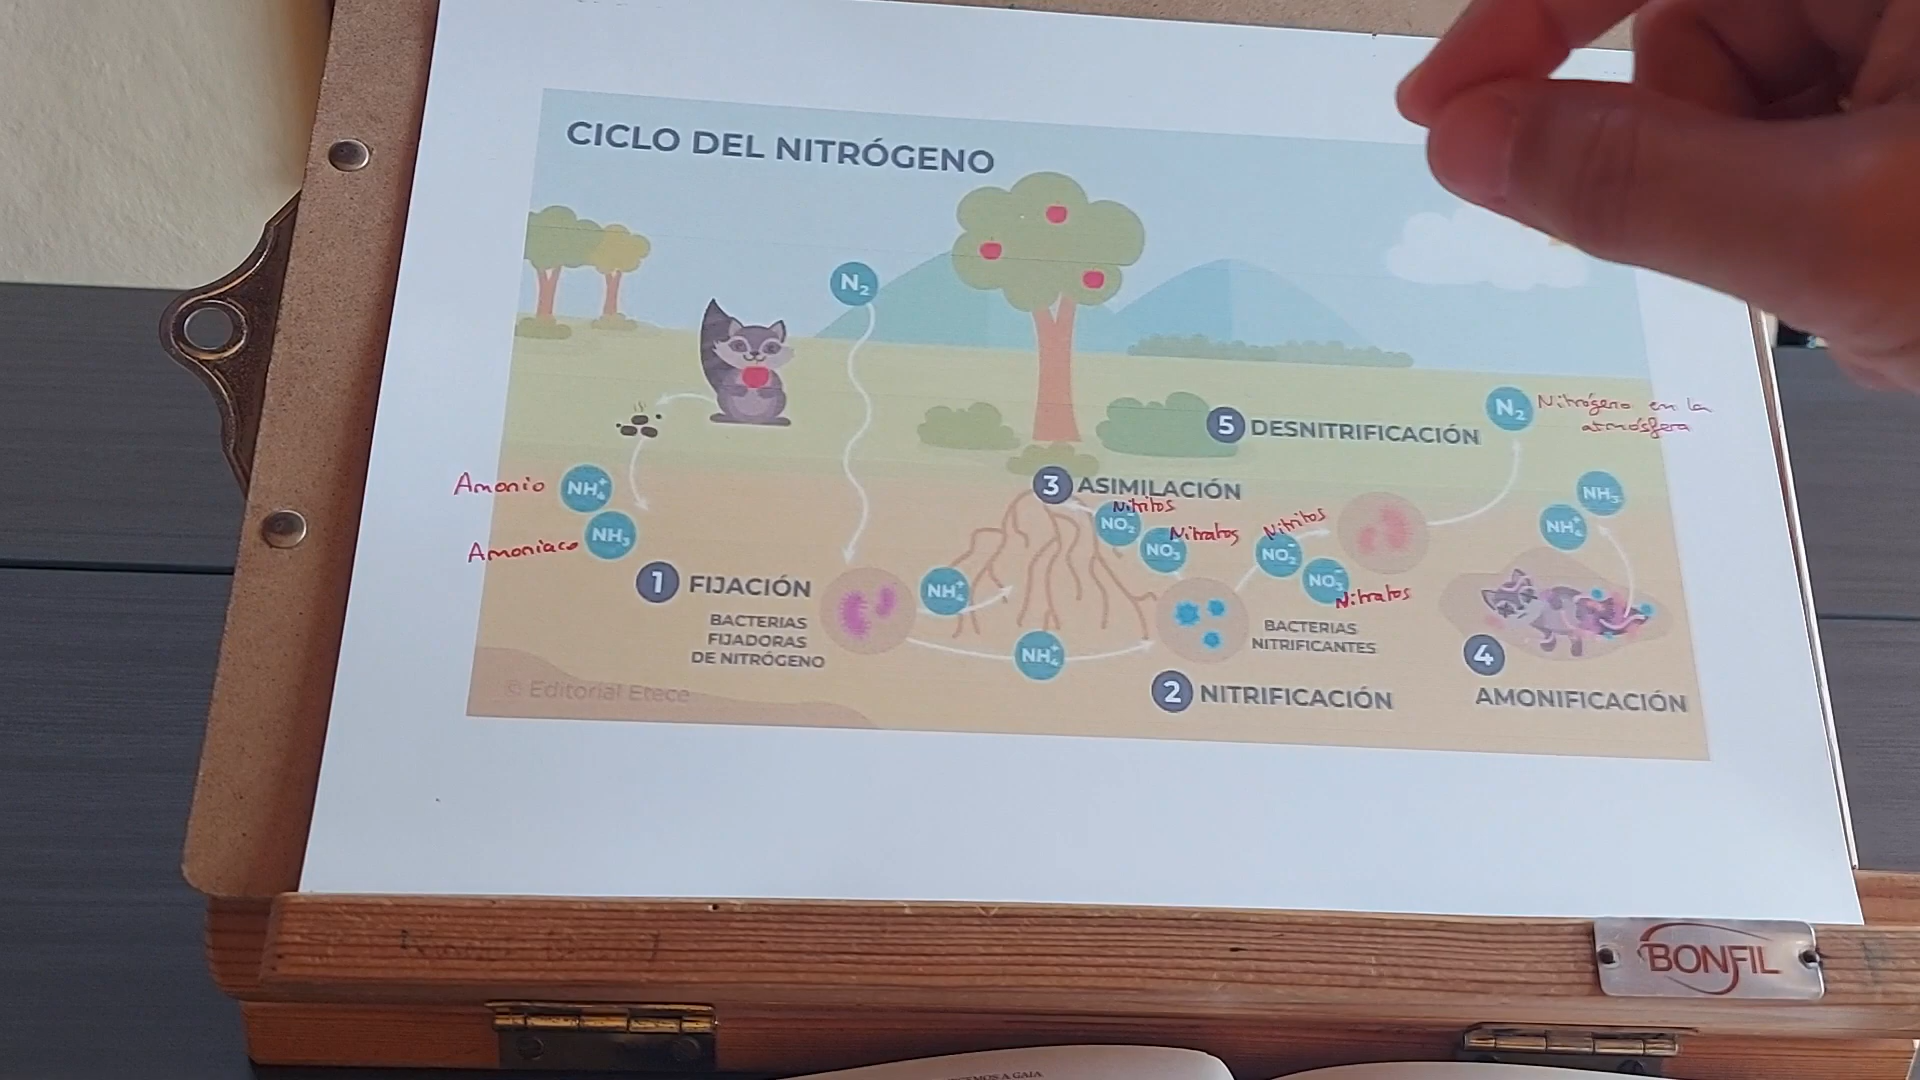 CICLO DEL NITRÓGENO
N₂
5 DESNITRIFICACIÓN
N₂ Nitrógeno en la
atmósfera
Amonio NH₄⁺
Amoniaco NH₃
3 ASIMILACIÓN
Nitritos
NO₂⁻
Nitratos
NO₃⁻
Nitritos
NO₂⁻
NO₃⁻
Nitratos
NH₃
NH₄⁺
1 FIJACIÓN
BACTERIAS
FIJADORAS
DE NITRÓGENO
NH₄⁺
NH₄⁺
BACTERIAS
NITRIFICANTES
2 NITRIFICACIÓN
4
AMONIFICACIÓN
© Editorial Etecé
BONFIL
A GAIA